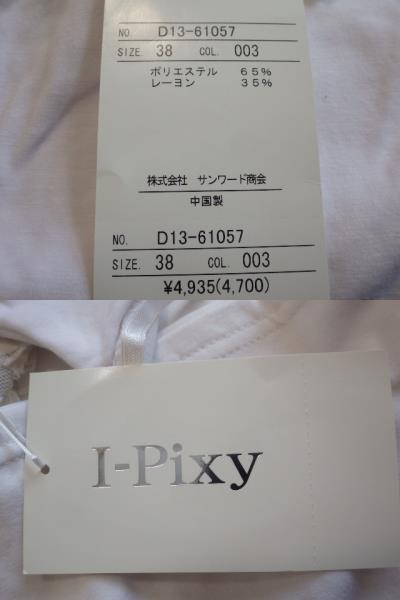 NO. D13-61057
SIZE. 38 COL. 003
ポリエステル 65%
レーヨン 35%
株式会社 サンワード商会
中国製
NO. D13-61057
SIZE. 38 COL. 003
¥4,935(4,700)
I-Pixy